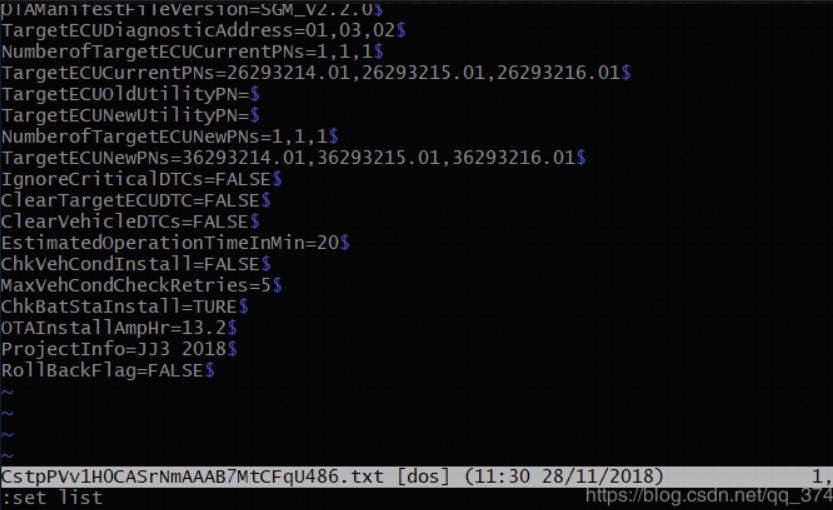 OTAManifestFileVersion=SGM_V2.2.0$
TargetECUDiagnosticAddress=01,03,02$
NumberofTargetECUCurrentPNs=1,1,1$
TargetECUCurrentPNs=26293214.01,26293215.01,26293216.01$
TargetECUOldUtilityPN=$
TargetECUNewUtilityPN=$
NumberofTargetECUNewPNs=1,1,1$
TargetECUNewPNs=36293214.01,36293215.01,36293216.01$
IgnoreCriticalDTCs=FALSE$
ClearTargetECUDTC=FALSE$
ClearVehicleDTCs=FALSE$
EstimatedOperationTimeInMin=20$
ChkVehCondInstall=FALSE$
MaxVehCondCheckRetries=5$
ChkBatStaInstall=TURE$
OTAInstallAmpHr=13.2$
ProjectInfo=JJ3 2018$
RollBackFlag=FALSE$
~
~
~
~
CstpPVv1HOCASrNmAAAB7MtCFqU486.txt [dos] (11:30 28/11/2018) 1,
:set list
https://blog.csdn.net/qq_374